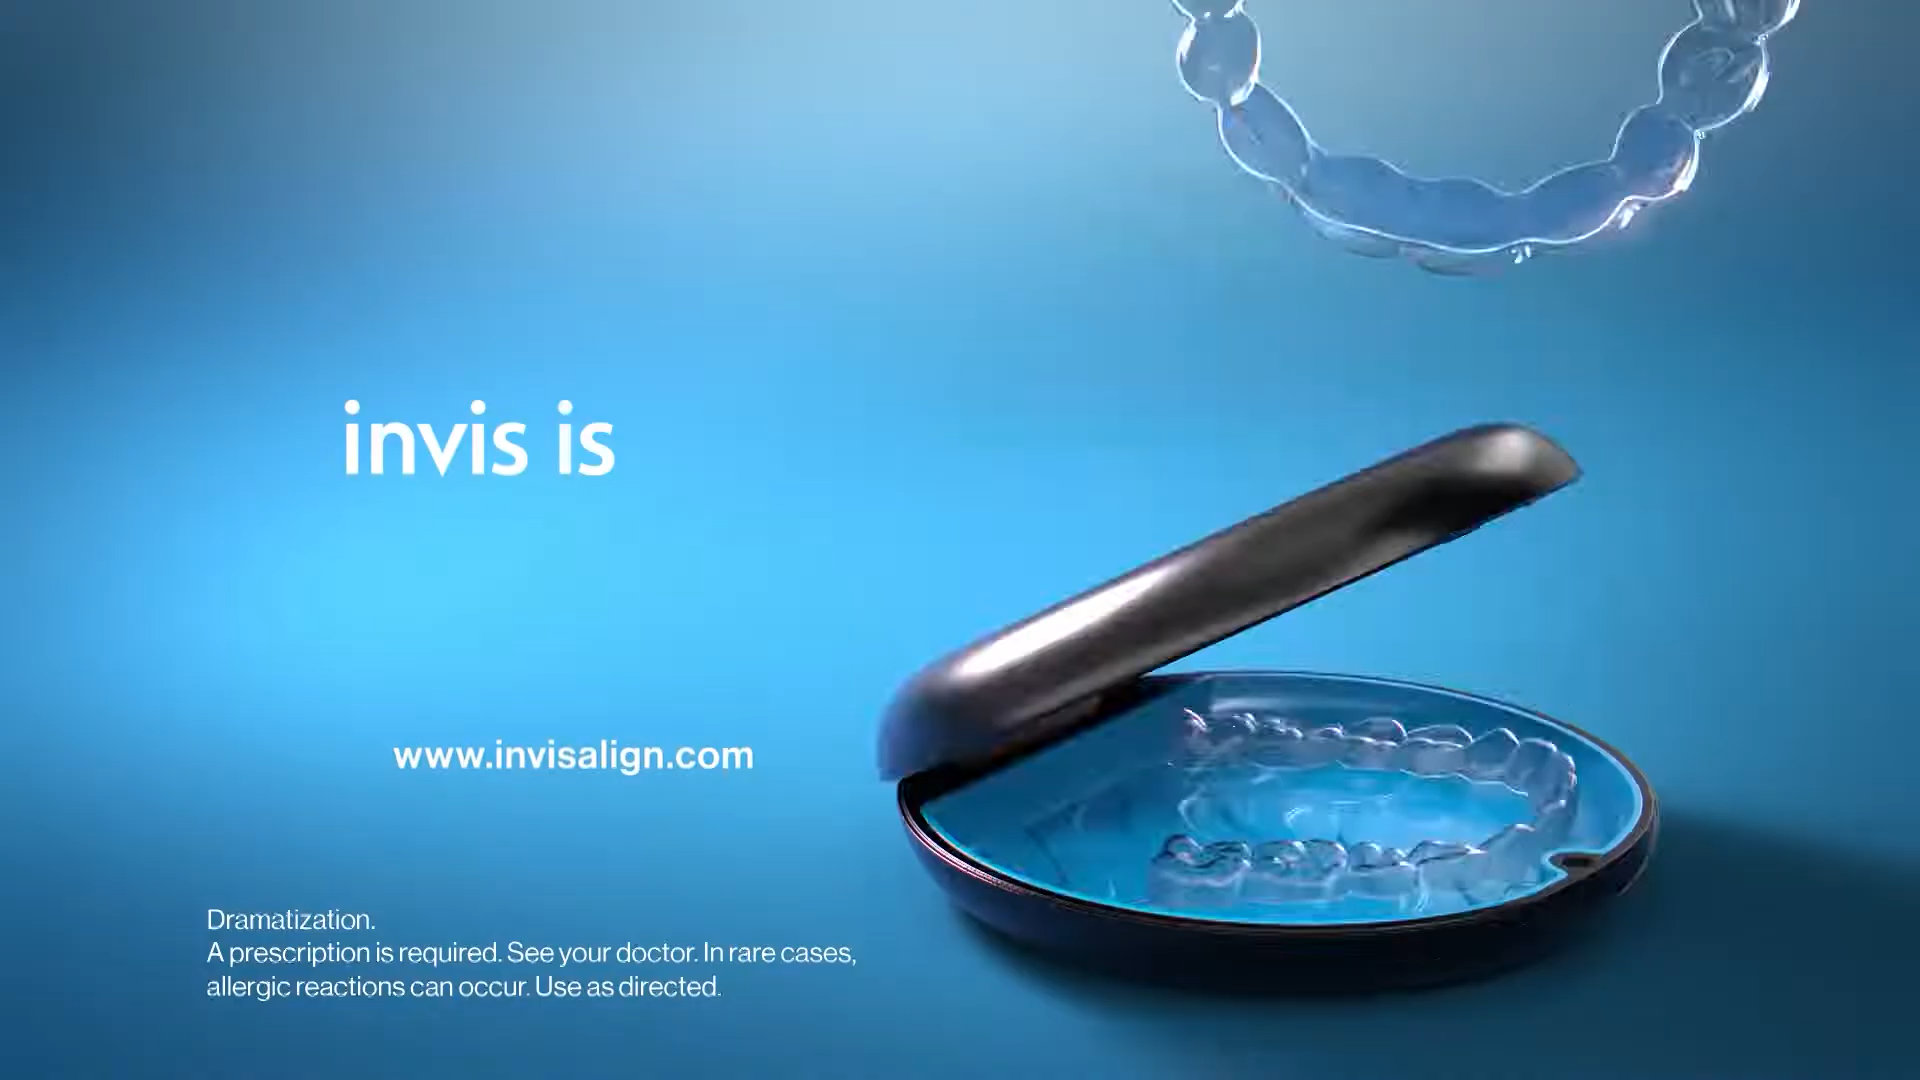 invis is
www.invisalign.com
Dramatization.
A prescription is required. See your doctor. In rare cases,
allergic reactions can occur. Use as directed.